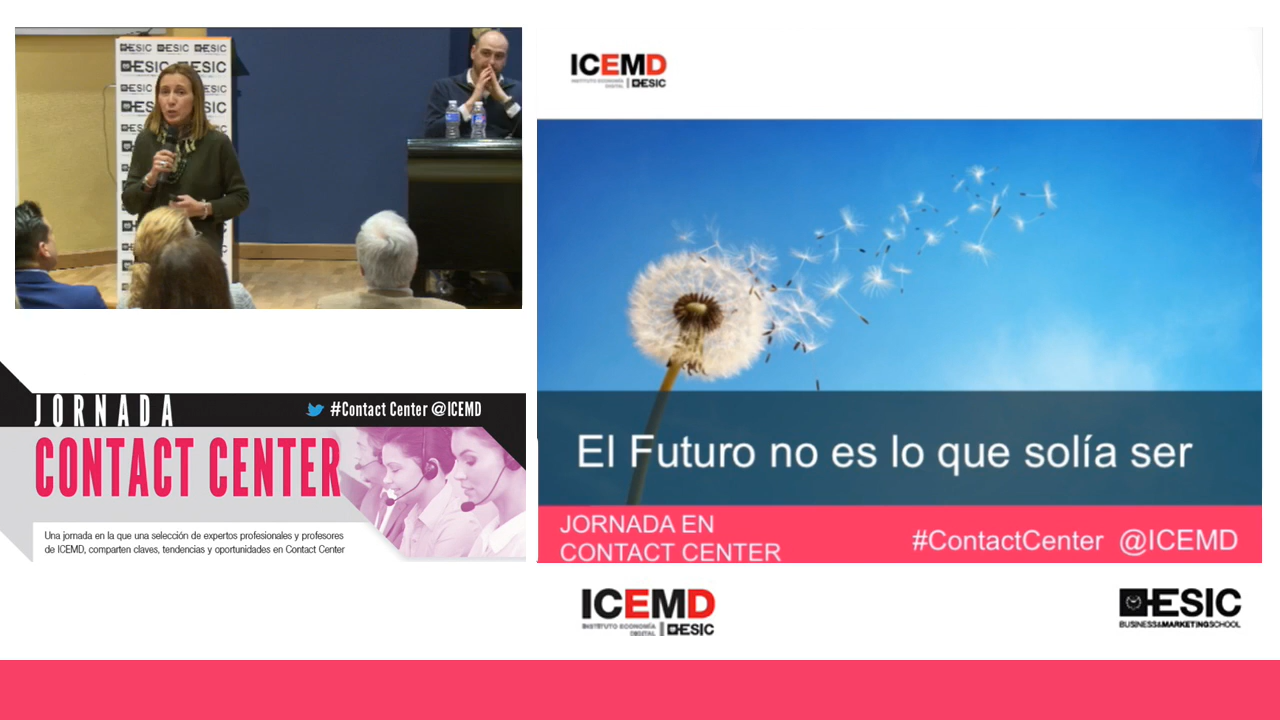 ESIC ESIC ESIC
ESIC ESIC
ICEMD
INSTITUTO ECONOMÍA
DIGITAL | ESIC
El Futuro no es lo que solía ser
JORNADA EN
CONTACT CENTER
#ContactCenter @ICEMD
JORNADA
#Contact Center @ICEMD
CONTACT CENTER
Una jornada en la que una selección de expertos profesionales y profesores
de ICEMD, comparten claves, tendencias y oportunidades en Contact Center
ICEMD
INSTITUTO ECONOMÍA
DIGITAL | ESIC
ESIC
BUSINESS&MARKETINGSCHOOL